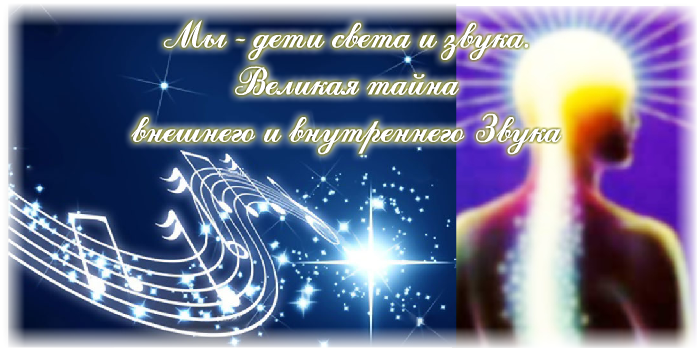 Мы - дети света и звука.
Великая тайна
внешнего и внутреннего Звука